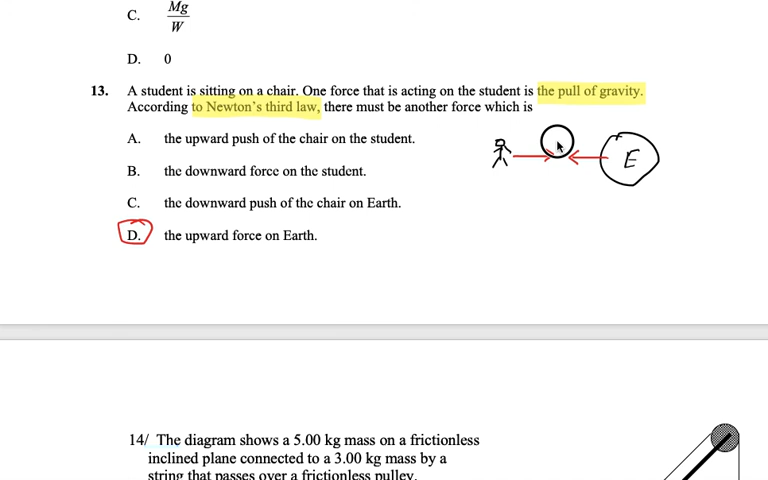 C. Mg
W
D. 0
13. A student is sitting on a chair. One force that is acting on the student is the pull of gravity.
According to Newton's third law, there must be another force which is
A. the upward push of the chair on the student.
B. the downward force on the student.
C. the downward push of the chair on Earth.
D. the upward force on Earth.
E
14/ The diagram shows a 5.00 kg mass on a frictionless
inclined plane connected to a 3.00 kg mass by a
string that passes over a frictionless pulley.